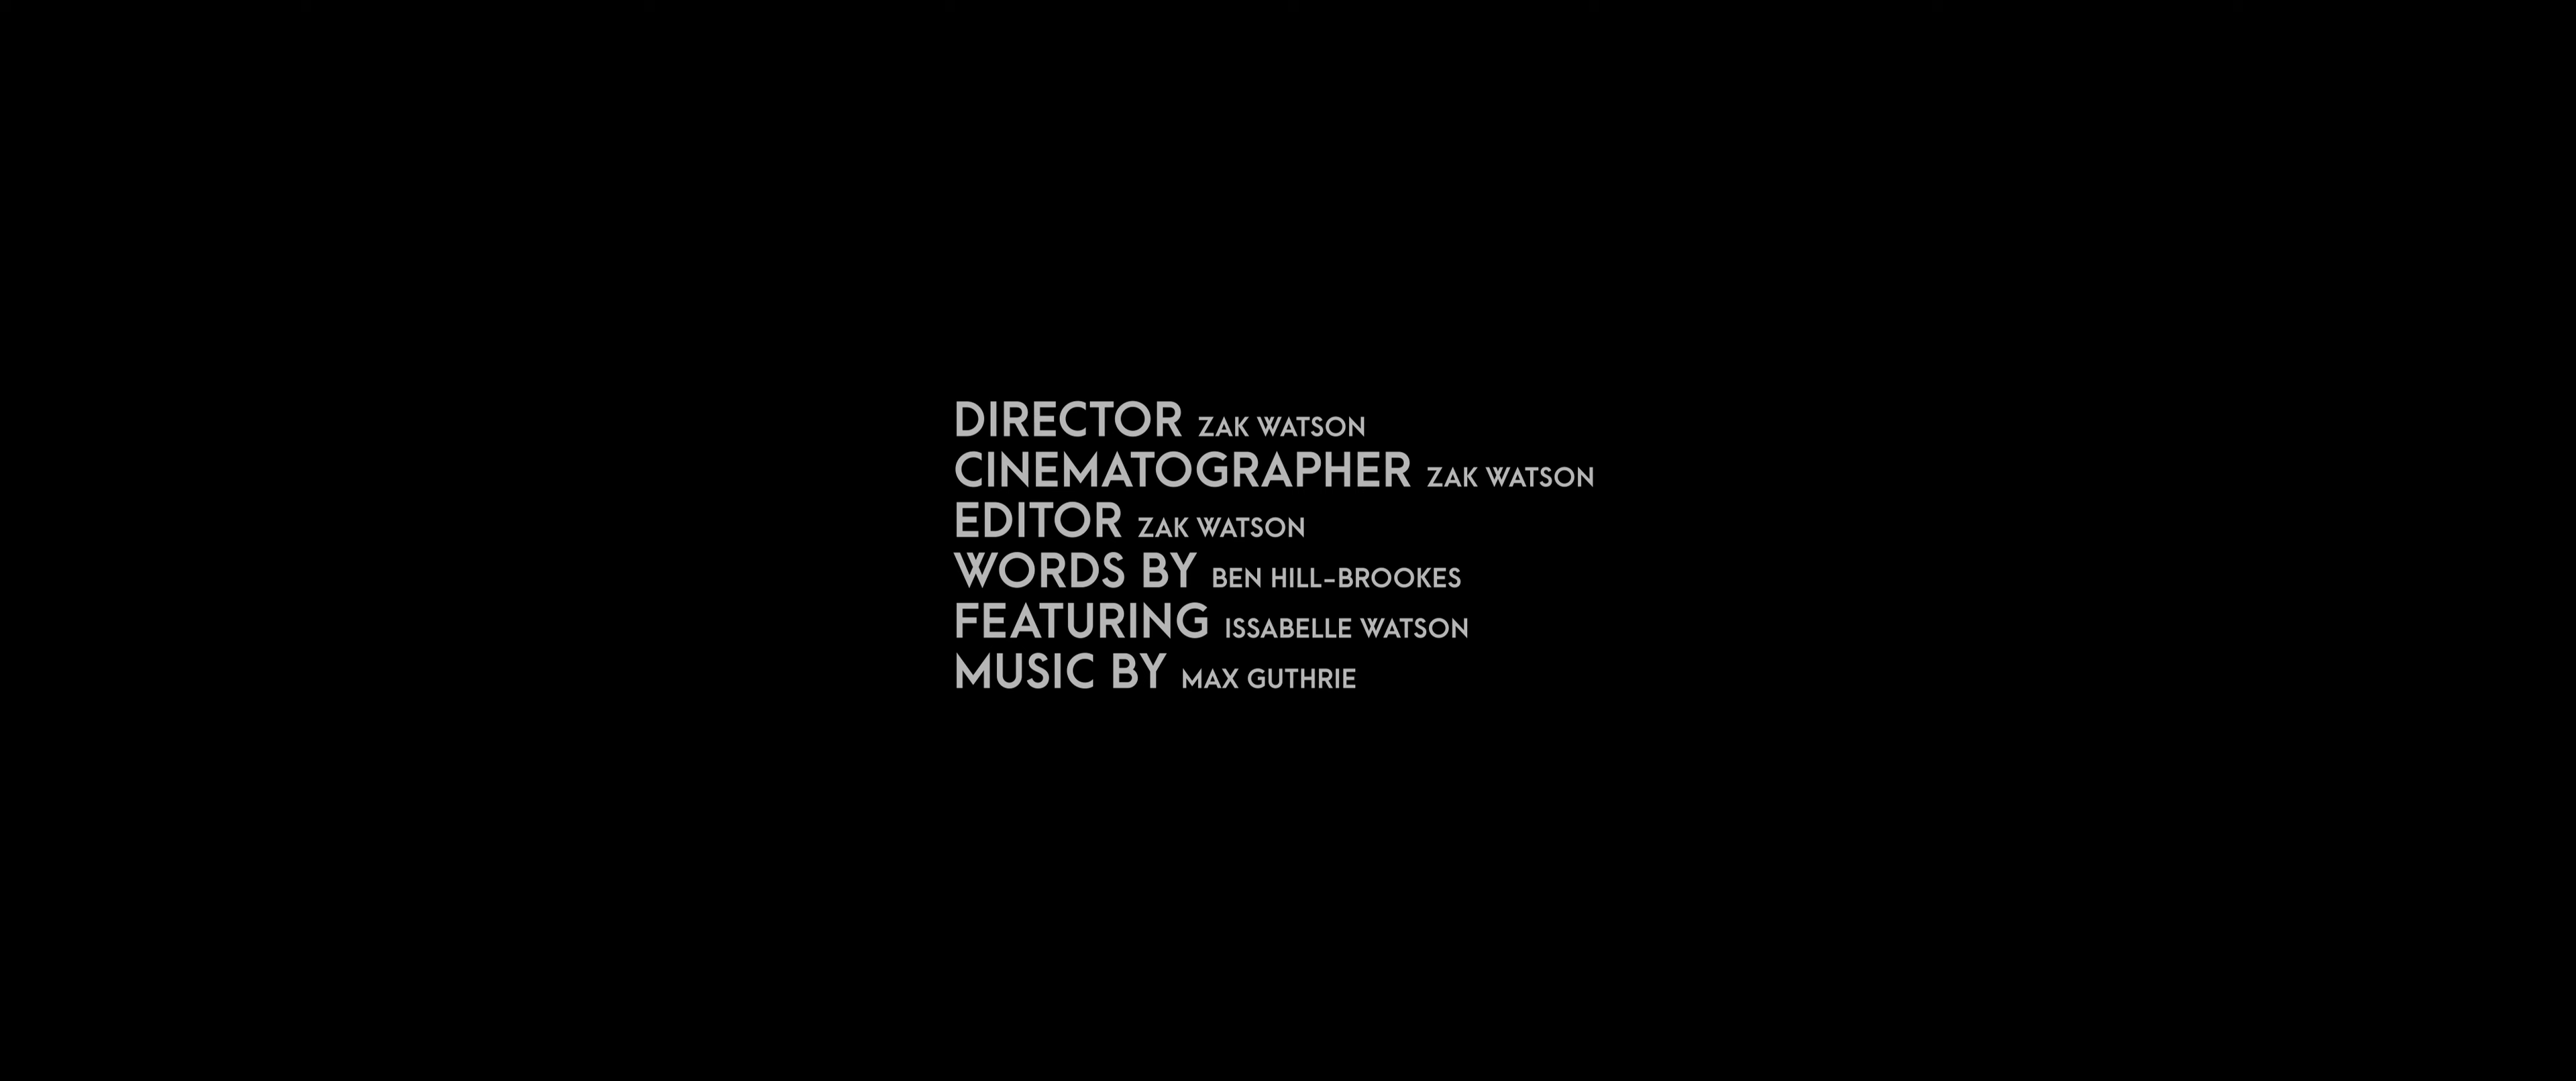 DIRECTOR ZAK WATSON
CINEMATOGRAPHER ZAK WATSON
EDITOR ZAK WATSON
WORDS BY BEN HILL-BROOKES
FEATURING ISSABELLE WATSON
MUSIC BY MAX GUTHRIE